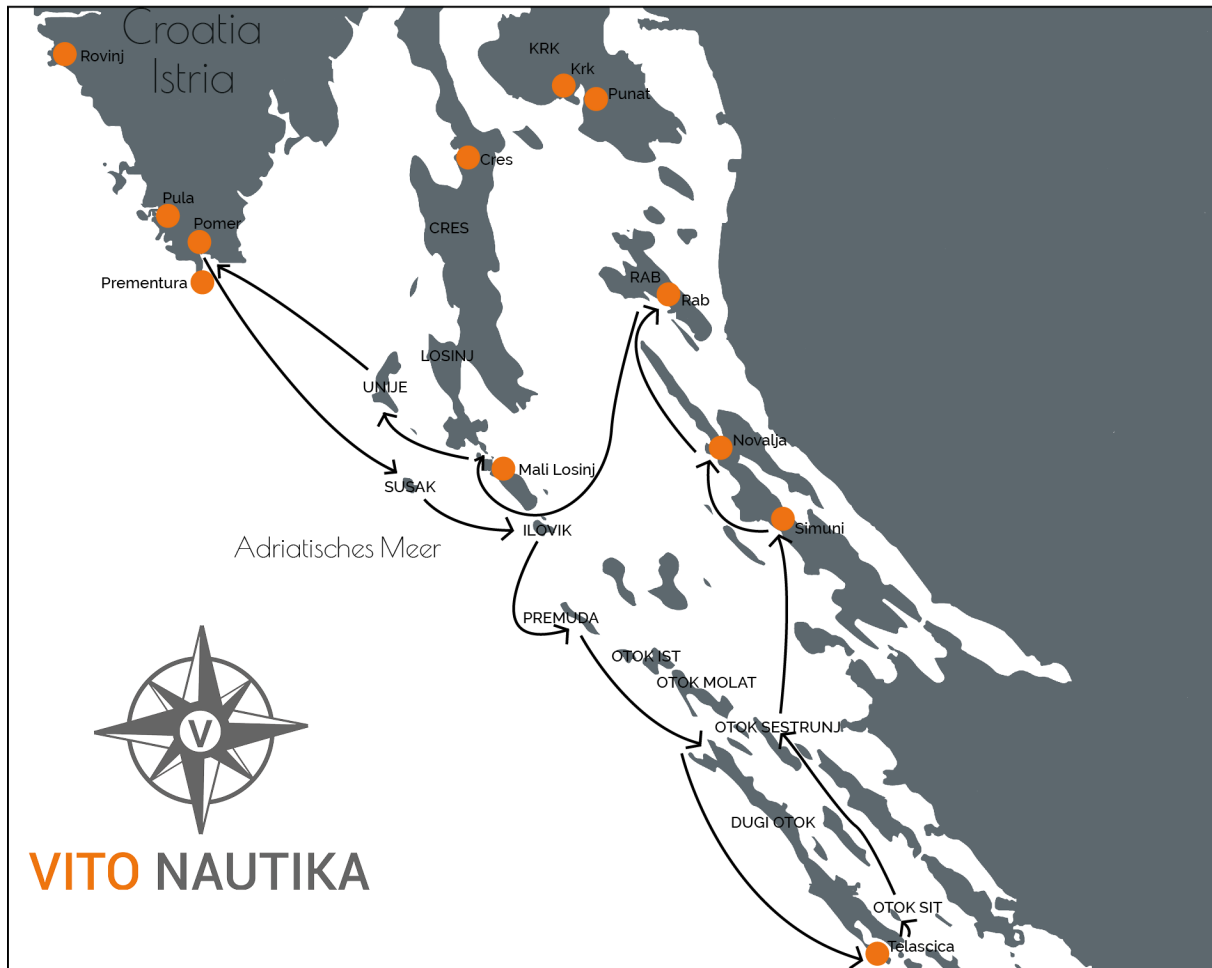 Croatia
Istria
Rovinj
KRK
Krk
Punat
Cres
Pula
Pomer
CRES
Prementura
RAB
Rab
LOSINJ
UNIJE
Novalja
Mali Losinj
SUSAK
Simuni
ILOVIK
Adriatisches Meer
PREMUDA
OTOK IST
OTOK MOLAT
OTOK SESTRUNJ
V
DUGI OTOK
VITO NAUTIKA
OTOK SIT
Telascica